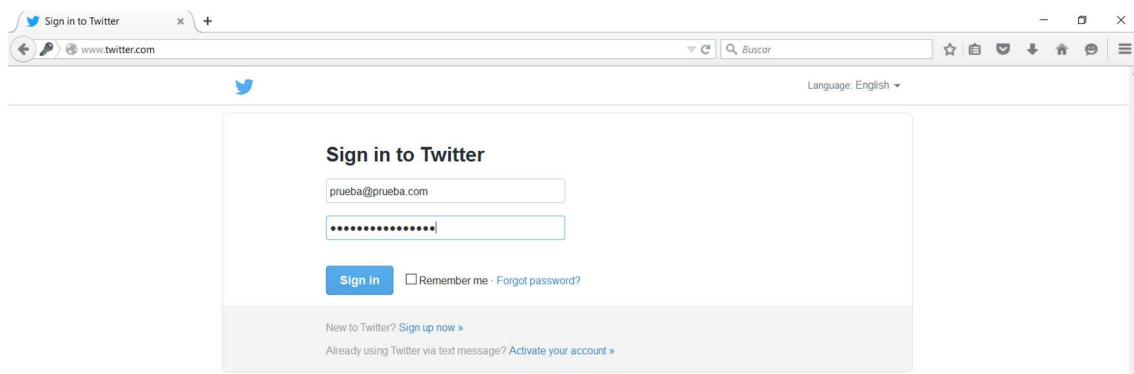 Sign in to Twitter
www.twitter.com
Buscar
Language: English
Sign in to Twitter
prueba@prueba.com
Sign in
Remember me · Forgot password?
New to Twitter? Sign up now »
Already using Twitter via text message? Activate your account »